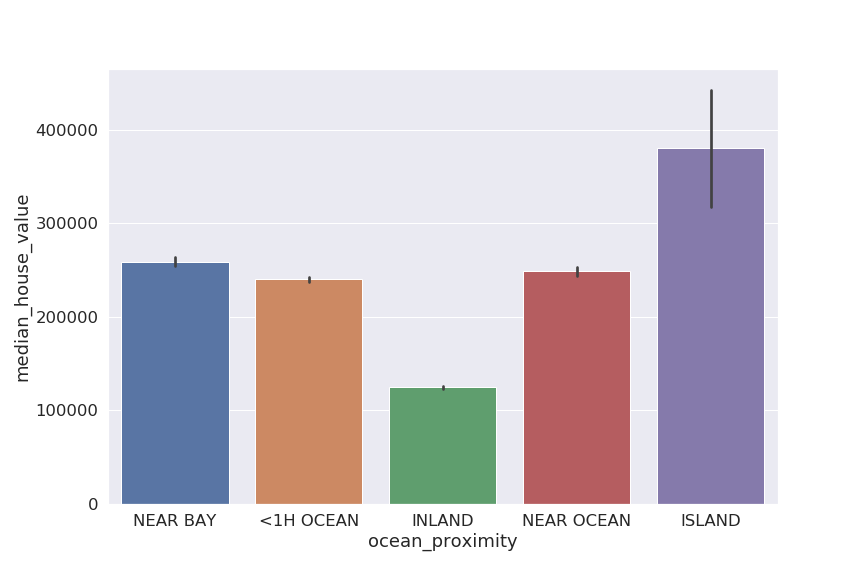 400000
300000
200000
100000
0
median_house_value
NEAR BAY
<1H OCEAN
INLAND
NEAR OCEAN
ISLAND
ocean_proximity